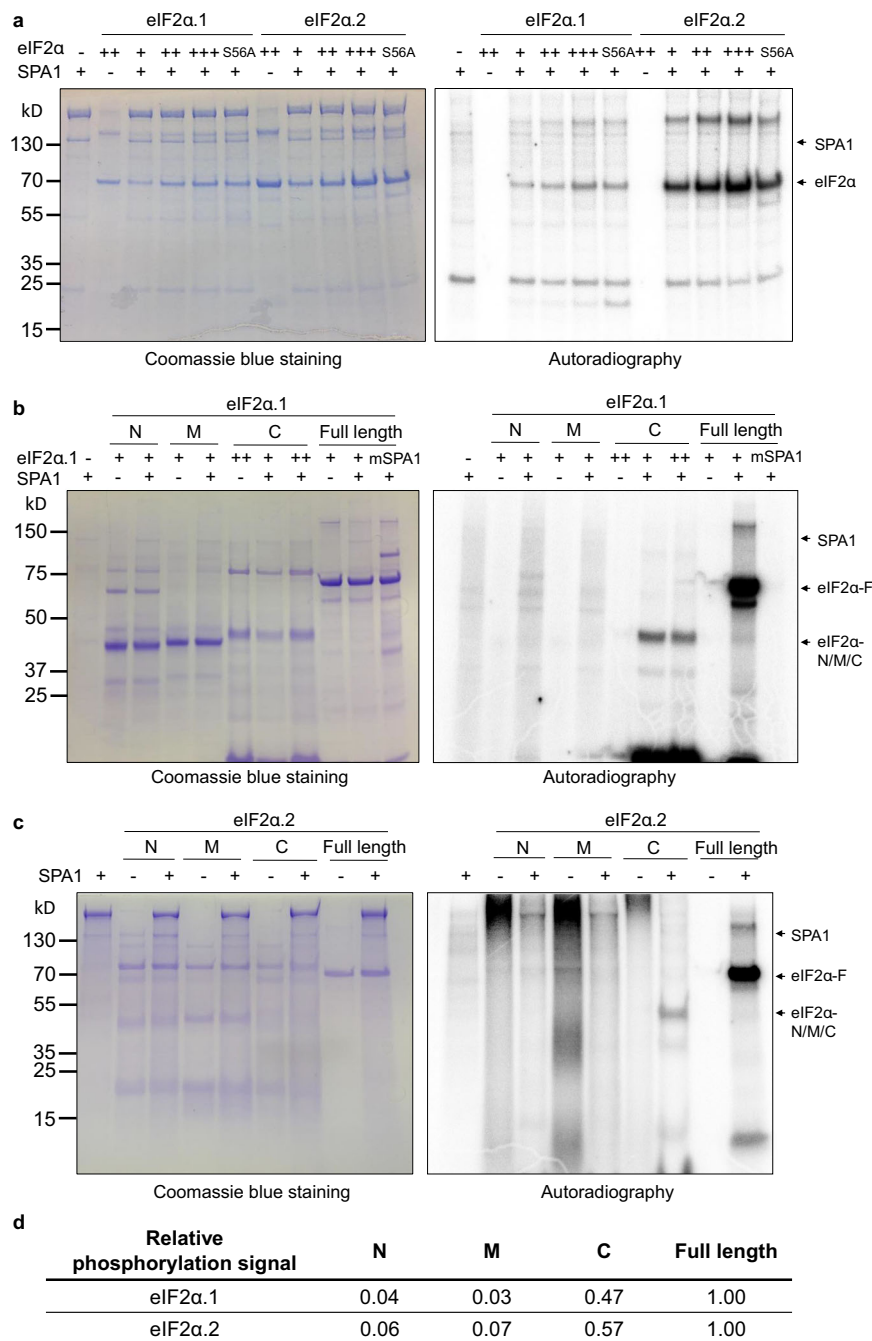 a
eIF2α.1 eIF2α.2 eIF2α.1 eIF2α.2
eIF2α - ++ + ++ +++ S56A ++ + ++ +++ S56A - ++ + ++ +++ S56A ++ + ++ +++ S56A
SPA1 + - + + + + - + + + + + - + + + + - + + + +
kD
130
70
55
35
25
15
SPA1
eIF2α
Coomassie blue staining Autoradiography
b
eIF2α.1 eIF2α.1
N M C Full length N M C Full length
eIF2α.1 - + + + + ++ + ++ + + mSPA1 - + + + + ++ + ++ + + mSPA1
SPA1 + - + - + - + + - + + + - + - + - + + - + +
kD
150
75
50
37
25
SPA1
eIF2α-F
eIF2α-
N/M/C
Coomassie blue staining Autoradiography
c
eIF2α.2 eIF2α.2
N M C Full length N M C Full length
SPA1 + - + - + - + - + + - + - + - + - +
kD
130
70
55
35
25
15
SPA1
eIF2α-F
eIF2α-
N/M/C
Coomassie blue staining Autoradiography
d
Relative
phosphorylation signal N M C Full length
eIF2α.1 0.04 0.03 0.47 1.00
eIF2α.2 0.06 0.07 0.57 1.00